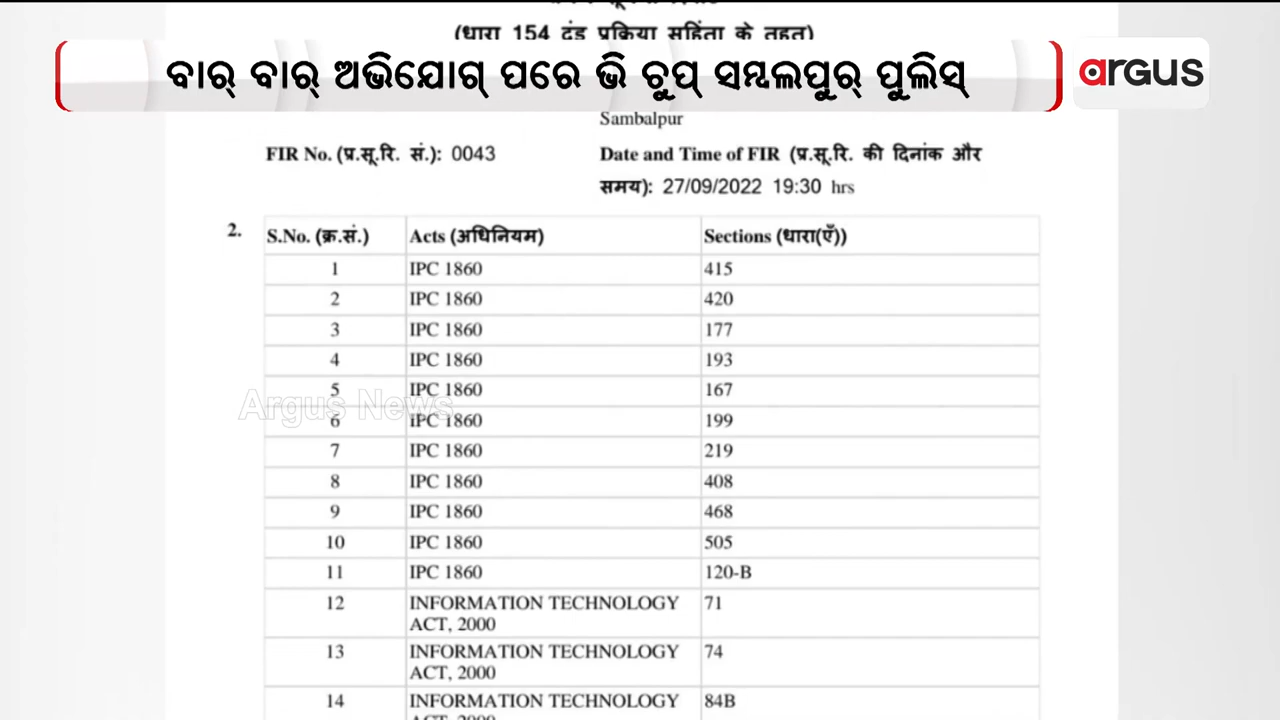 (धारा 154 दंड प्रक्रिया संहिता के तहत)
ବାର୍ ବାର୍ ଅଭିଯୋଗ୍ ପରେ ଭି ଚୁପ୍ ସମ୍ବଲପୁର୍ ପୁଲିସ୍
argus
Sambalpur
FIR No. (प्र.सू.रि. सं.): 0043
Date and Time of FIR (प्र.सू.रि. की दिनांक और
समय): 27/09/2022 19:30 hrs
2.
S.No. (क्र.सं.) Acts (अधिनियम) Sections (धारा(एँ))
1 IPC 1860 415
2 IPC 1860 420
3 IPC 1860 177
4 IPC 1860 193
5 IPC 1860 167
Argus News
6 IPC 1860 199
7 IPC 1860 219
8 IPC 1860 408
9 IPC 1860 468
10 IPC 1860 505
11 IPC 1860 120-B
12 INFORMATION TECHNOLOGY 71
ACT, 2000
13 INFORMATION TECHNOLOGY 74
ACT, 2000
14 INFORMATION TECHNOLOGY 84B
ACT, 2000